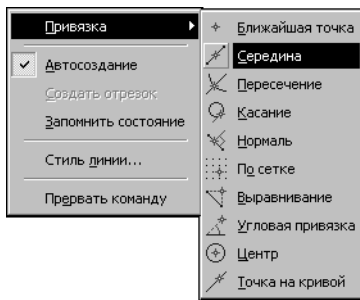 Привязка
Автосоздание
Создать отрезок
Запомнить состояние
Стиль линии...
Прервать команду
Ближайшая точка
Середина
Пересечение
Касание
Нормаль
По сетке
Выравнивание
Угловая привязка
Центр
Точка на кривой